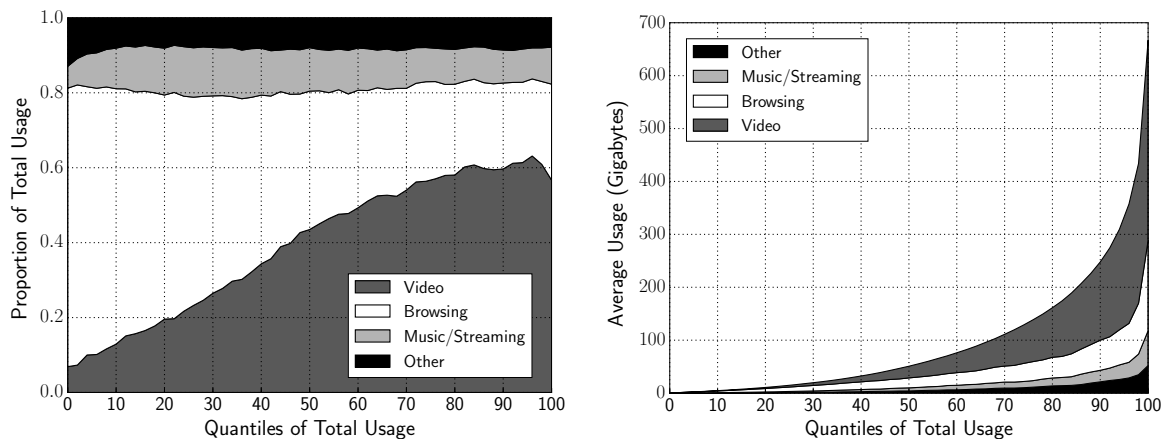 1.0
0.8
0.6
0.4
0.2
0.0
Proportion of Total Usage
Video
Browsing
Music/Streaming
Other
0 10 20 30 40 50 60 70 80 90 100
Quantiles of Total Usage
700
600
500
400
300
200
100
0
Average Usage (Gigabytes)
Other
Music/Streaming
Browsing
Video
0 10 20 30 40 50 60 70 80 90 100
Quantiles of Total Usage